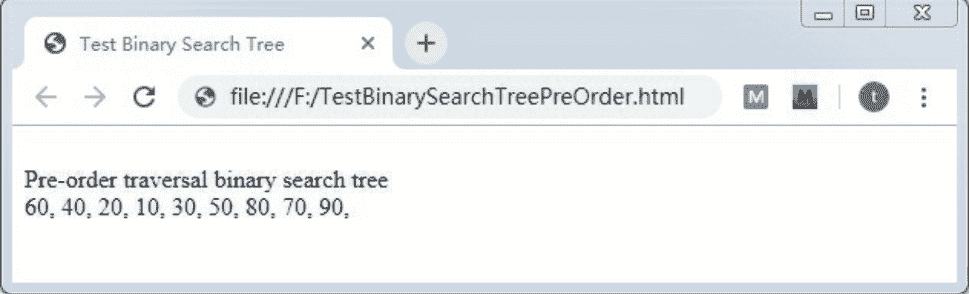 Test Binary Search Tree
file:///F:/TestBinarySearchTreePreOrder.html
M
t
Pre-order traversal binary search tree
60, 40, 20, 10, 30, 50, 80, 70, 90,